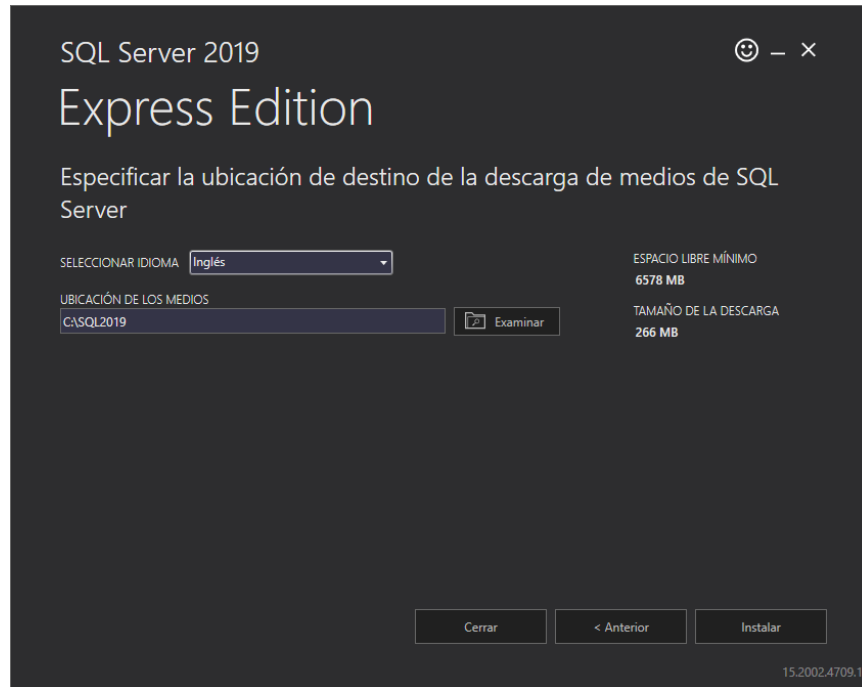 SQL Server 2019
Express Edition
Especificar la ubicación de destino de la descarga de medios de SQL
Server
SELECCIONAR IDIOMA Inglés
ESPACIO LIBRE MÍNIMO
6578 MB
UBICACIÓN DE LOS MEDIOS
C:\SQL2019
Examinar
TAMAÑO DE LA DESCARGA
266 MB
Cerrar
< Anterior
Instalar
15.2002.4709.1